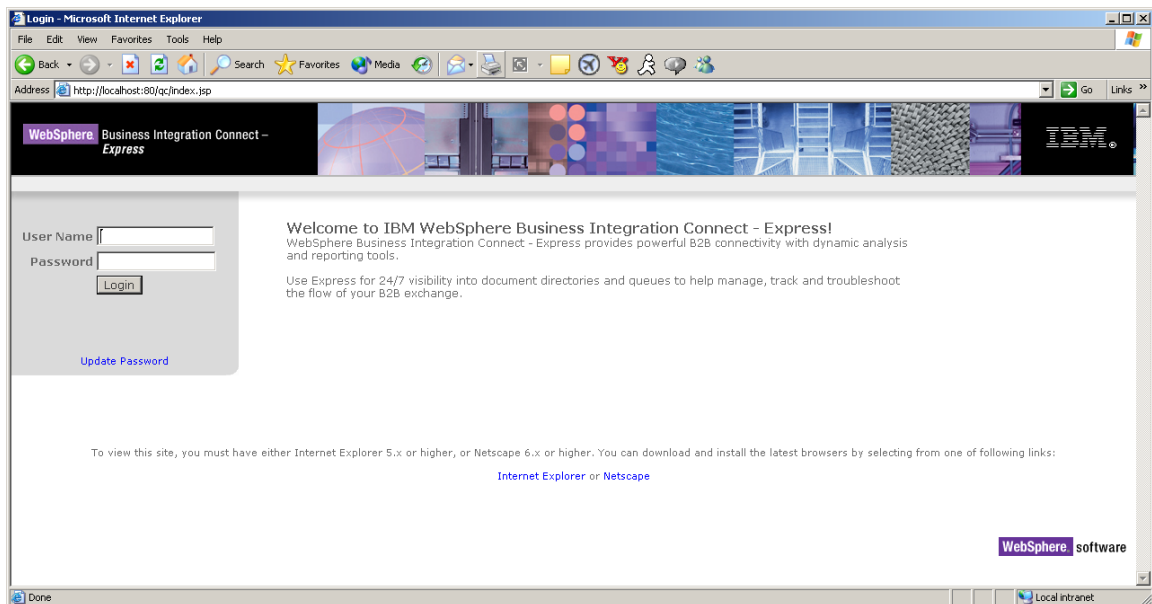 Login - Microsoft Internet Explorer
File Edit View Favorites Tools Help
Back Search Favorites Media
Address http://localhost:80/qc/index.jsp Go Links »
WebSphere. Business Integration Connect –
Express
IBM®
User Name
Password
Login
Update Password
Welcome to IBM WebSphere Business Integration Connect - Express!
WebSphere Business Integration Connect - Express provides powerful B2B connectivity with dynamic analysis
and reporting tools.
Use Express for 24/7 visibility into document directories and queues to help manage, track and troubleshoot
the flow of your B2B exchange.
To view this site, you must have either Internet Explorer 5.x or higher, or Netscape 6.x or higher. You can download and install the latest browsers by selecting from one of following links:
Internet Explorer or Netscape
WebSphere. software
Done Local intranet